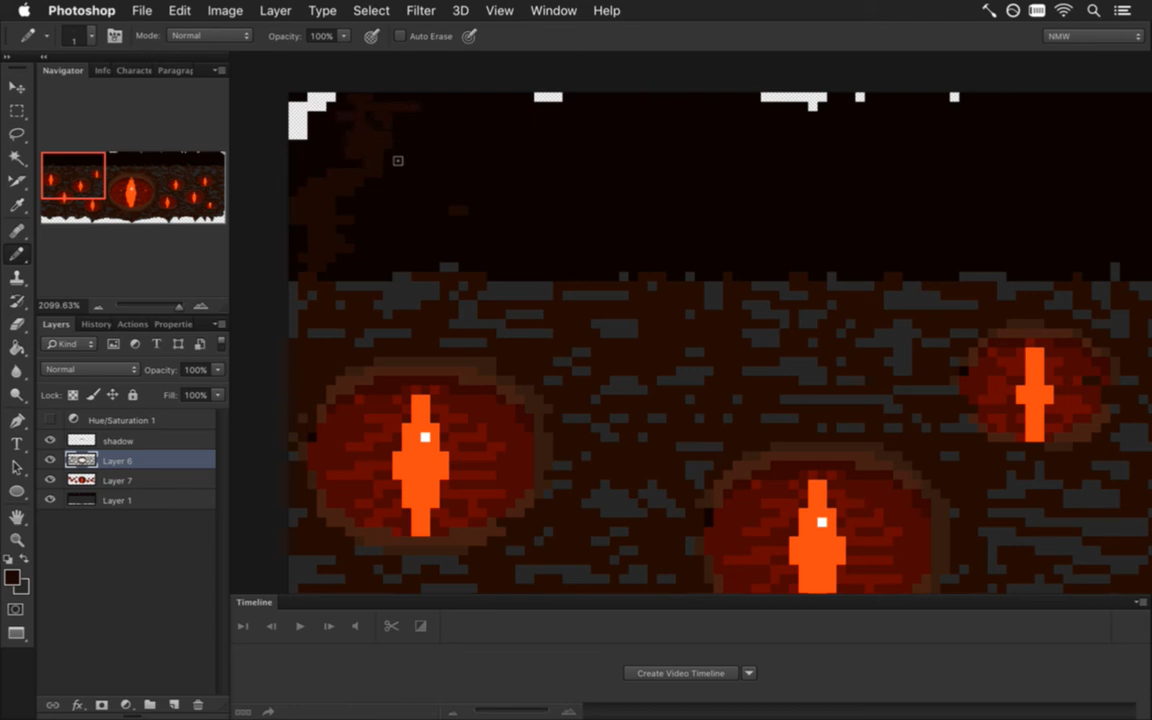 Photoshop File Edit Image Layer Type Select Filter 3D View Window Help
1 Mode: Normal Opacity: 100% Auto Erase NMW
Navigator Info Characte Paragrap
2099.63%
Layers History Actions Propertie
Kind
Normal Opacity: 100%
Lock: Fill: 100%
Hue/Saturation 1
shadow
Layer 6
Layer 7
Layer 1
Timeline
Create Video Timeline